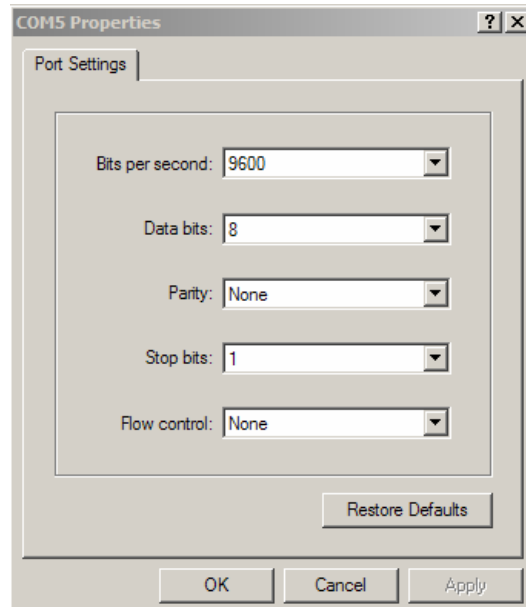 COM5 Properties
Port Settings
Bits per second: 9600
Data bits: 8
Parity: None
Stop bits: 1
Flow control: None
Restore Defaults
OK Cancel Apply